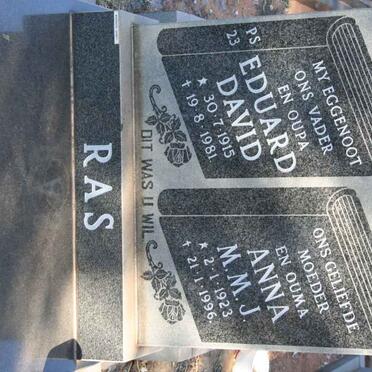 MY EGGENOOT
ONS VADER
EN OUPA
PS
23
EDUARD
DAVID
★ 30.7.1915
✝ 19.8.1981
ONS GELIEFDE
MOEDER
EN OUMA
ANNA
M.M.J.
★ 2.1.1923
✝ 21.1.1996
DIT WAS U WIL
RAS